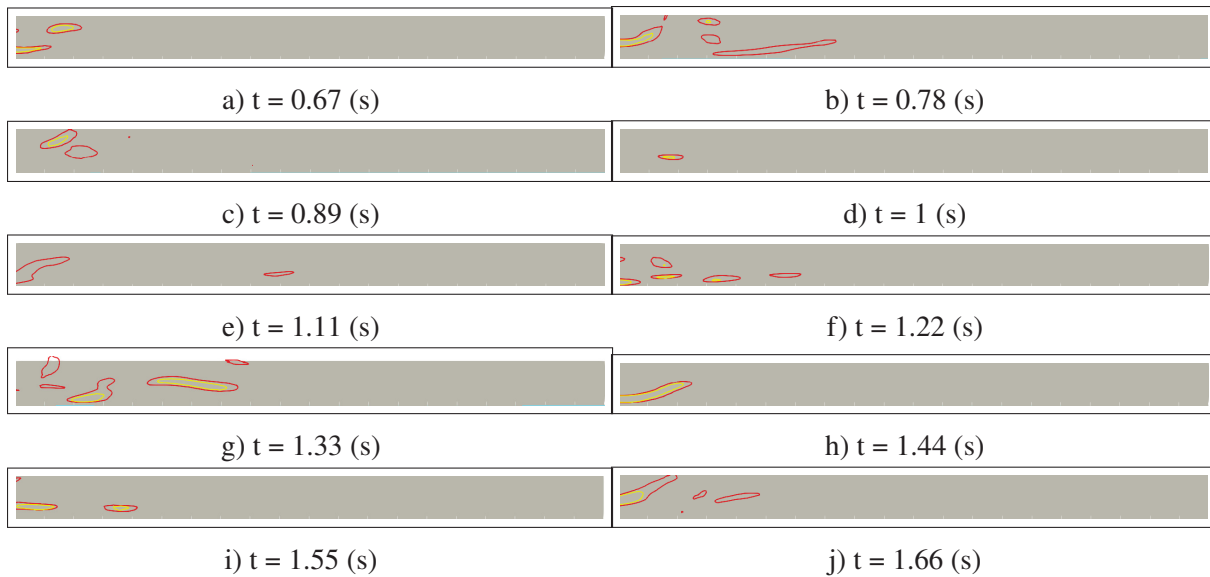 a) t = 0.67 (s)
b) t = 0.78 (s)
c) t = 0.89 (s)
d) t = 1 (s)
e) t = 1.11 (s)
f) t = 1.22 (s)
g) t = 1.33 (s)
h) t = 1.44 (s)
i) t = 1.55 (s)
j) t = 1.66 (s)